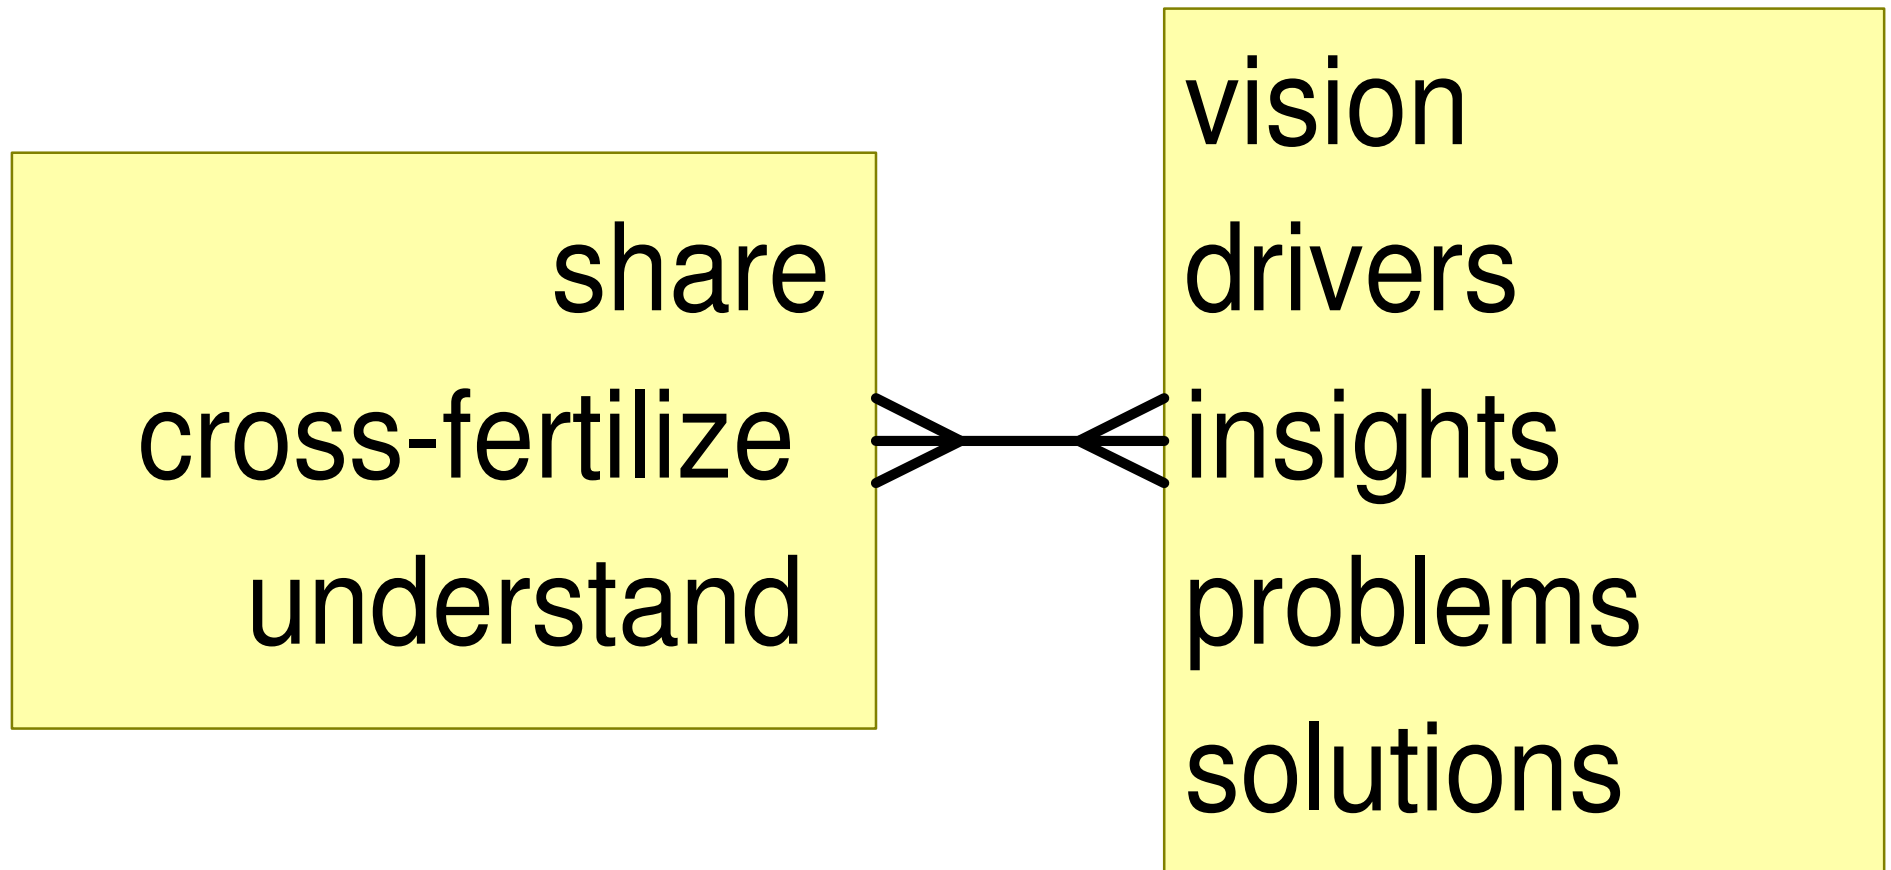 share
cross-fertilize
understand
vision
drivers
insights
problems
solutions